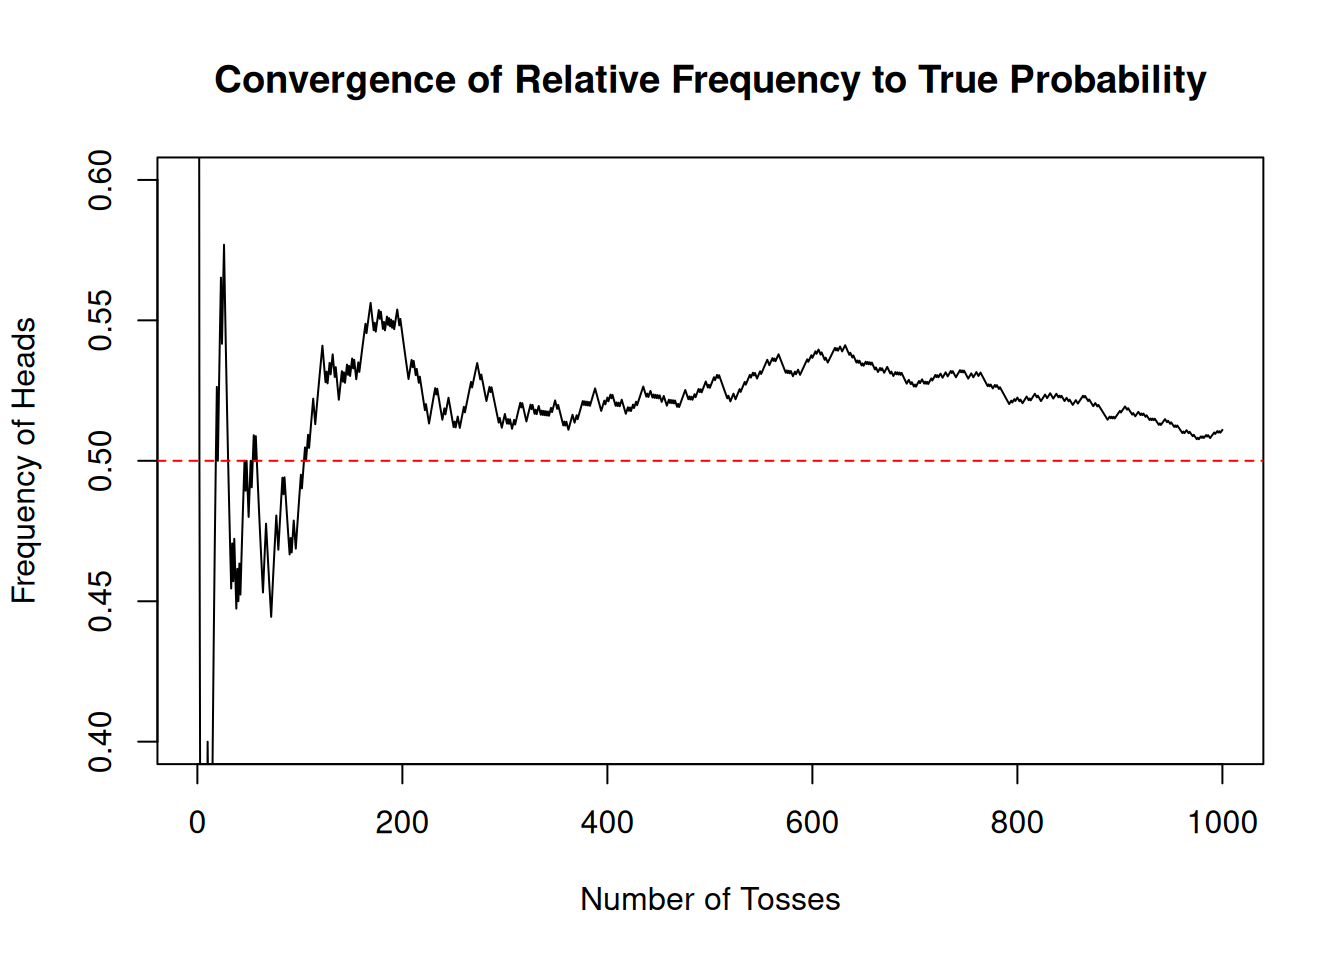 Convergence of Relative Frequency to True Probability
Frequency of Heads
0.60
0.55
0.50
0.45
0.40
0 200 400 600 800 1000
Number of Tosses